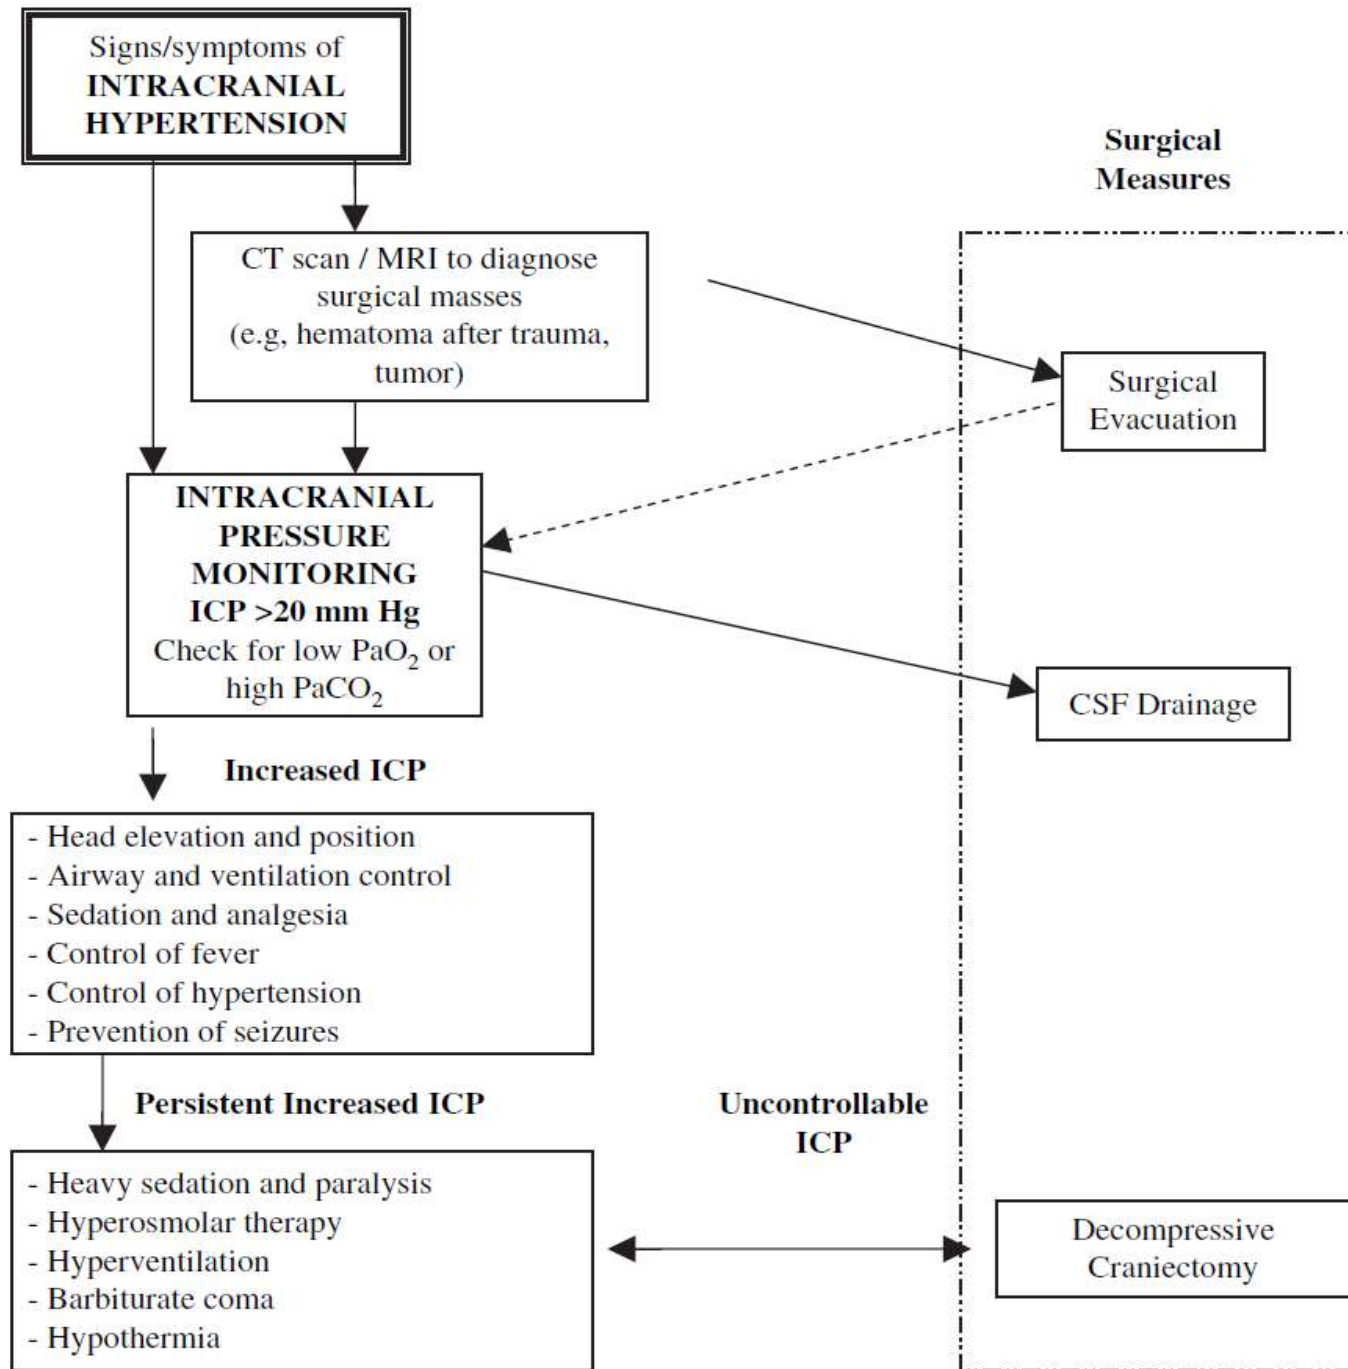 Signs/symptoms of
INTRACRANIAL
HYPERTENSION
Surgical
Measures
CT scan / MRI to diagnose
surgical masses
(e.g, hematoma after trauma,
tumor)
Surgical
Evacuation
INTRACRANIAL
PRESSURE
MONITORING
ICP >20 mm Hg
Check for low PaO₂ or
high PaCO₂
CSF Drainage
Increased ICP
- Head elevation and position
- Airway and ventilation control
- Sedation and analgesia
- Control of fever
- Control of hypertension
- Prevention of seizures
Persistent Increased ICP
Uncontrollable
ICP
- Heavy sedation and paralysis
- Hyperosmolar therapy
- Hyperventilation
- Barbiturate coma
- Hypothermia
Decompressive
Craniectomy